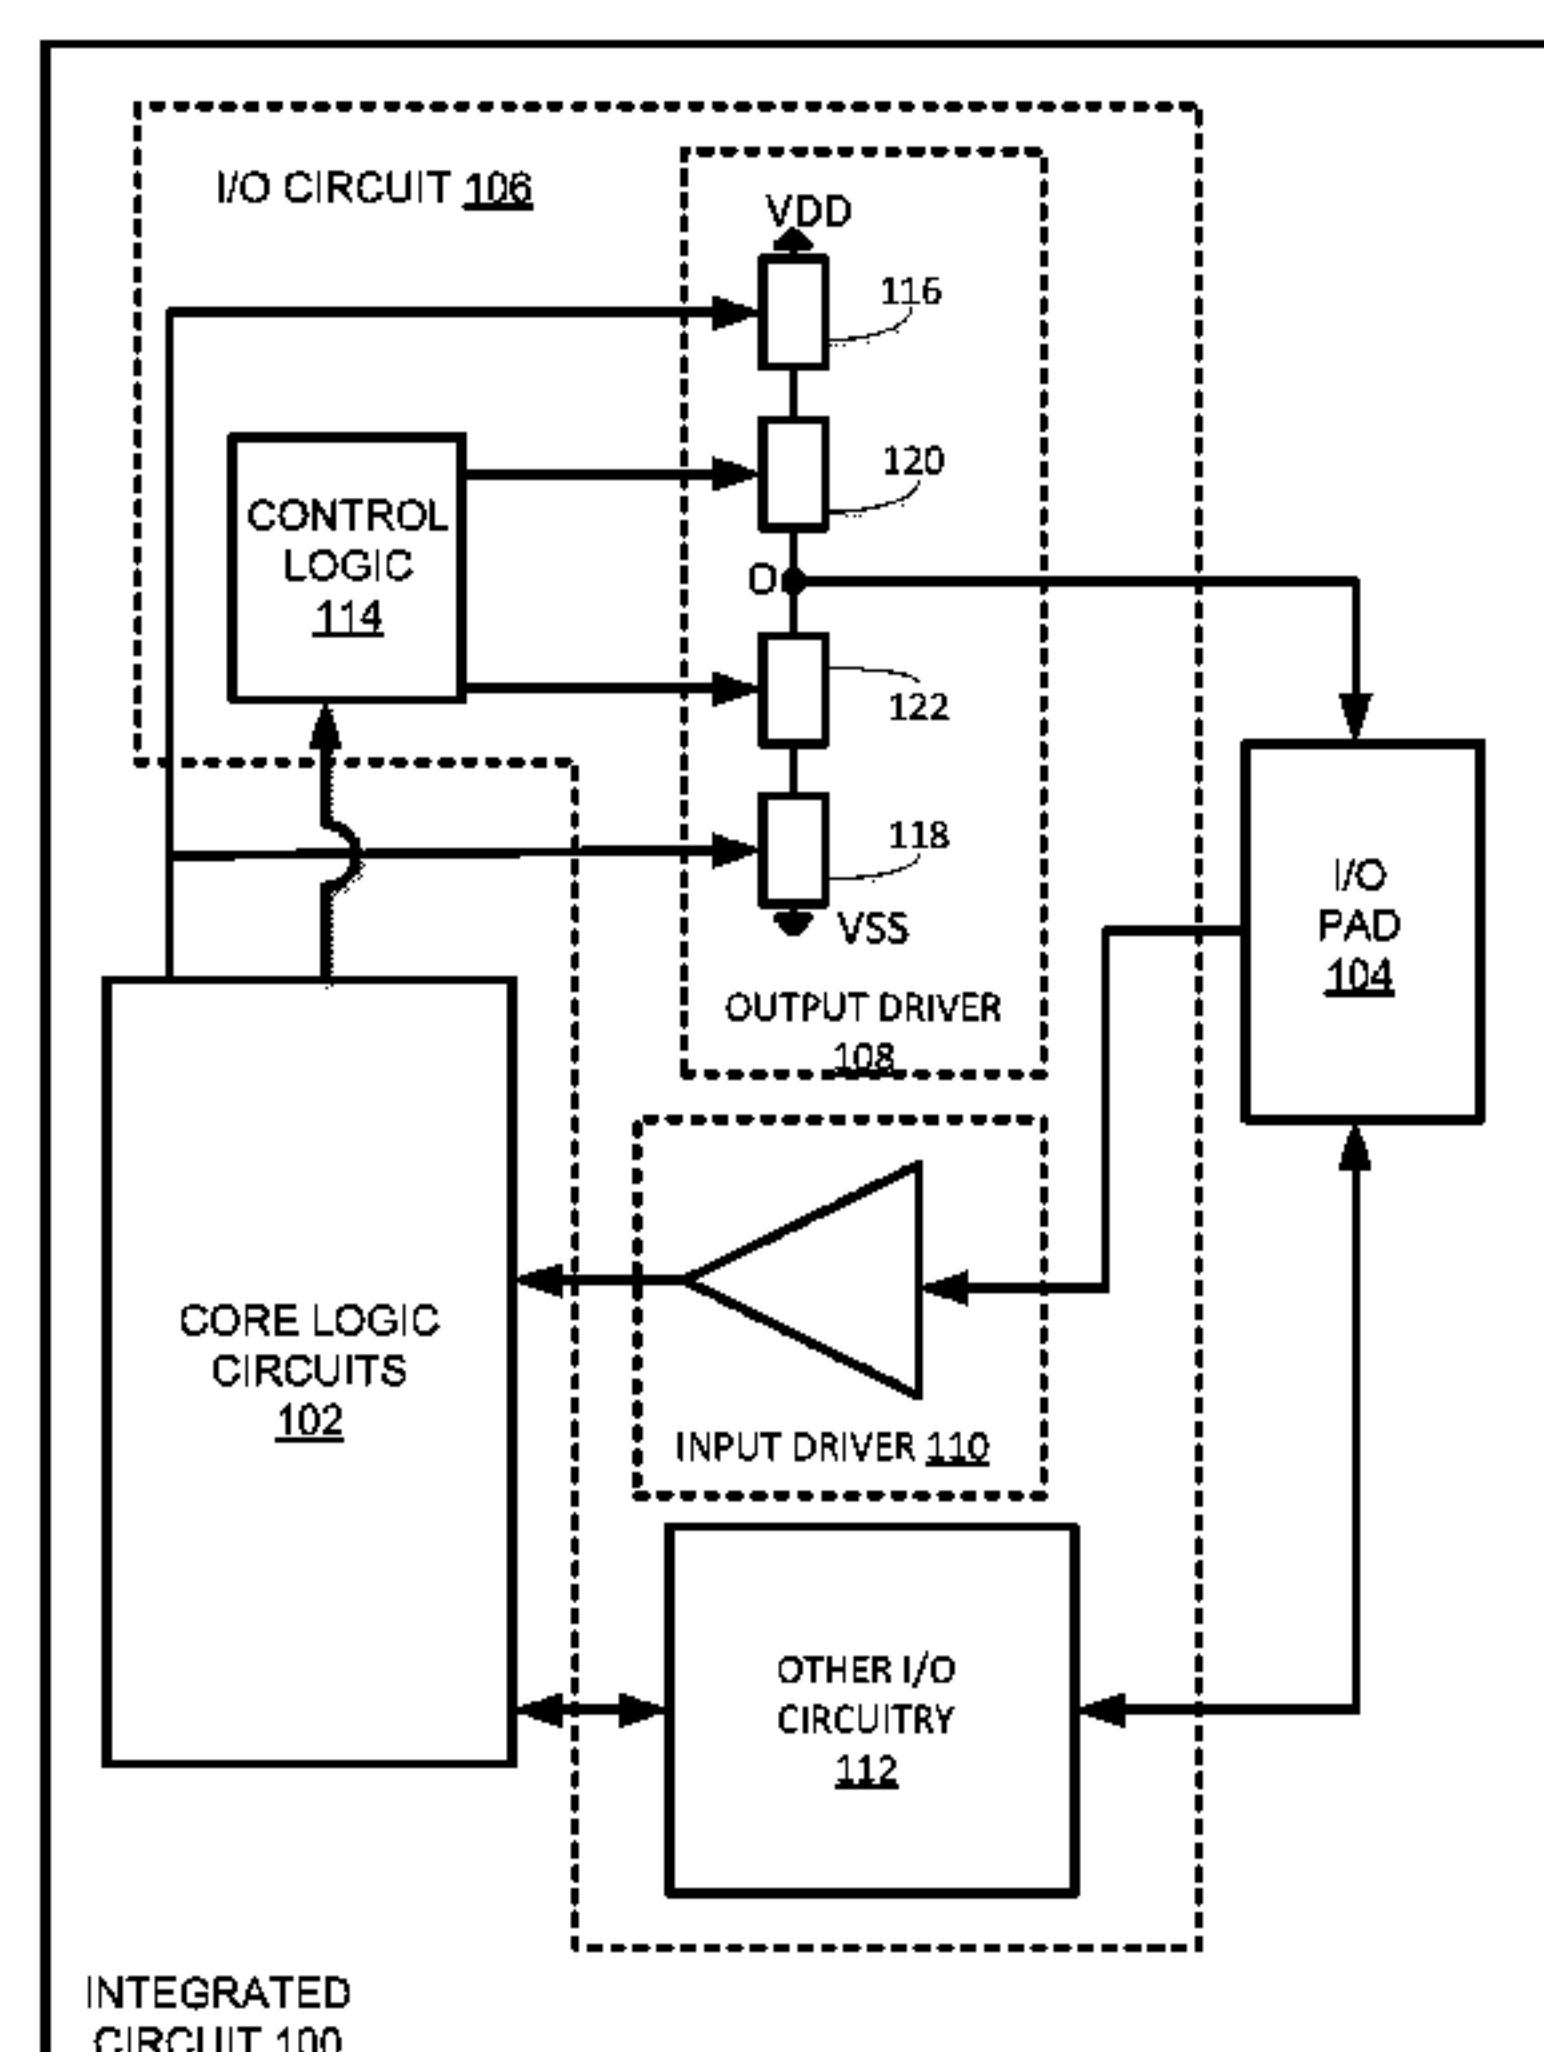 I/O CIRCUIT 106
VDD
116
120
CONTROL
LOGIC
114
O
122
118
VSS
OUTPUT DRIVER
108
I/O
PAD
104
CORE LOGIC
CIRCUITS
102
INPUT DRIVER 110
OTHER I/O
CIRCUITRY
112
INTEGRATED
CIRCUIT 100